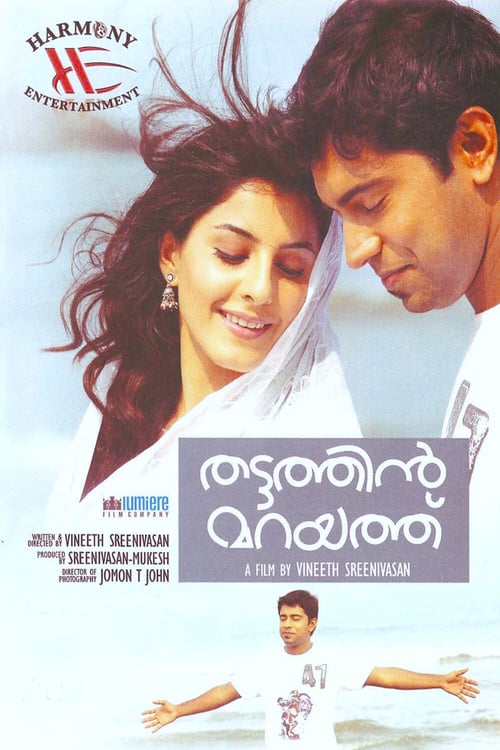 HARMONY
HE
ENTERTAINMENT
തട്ടത്തിൻ
മറയത്ത്
A FILM BY VINEETH SREENIVASAN
lumiere
FILM COMPANY
WRITTEN &
DIRECTED BY VINEETH SREENIVASAN
PRODUCED
BY SREENIVASAN-MUKESH
DIRECTOR OF
PHOTOGRAPHY JOMON T JOHN
47